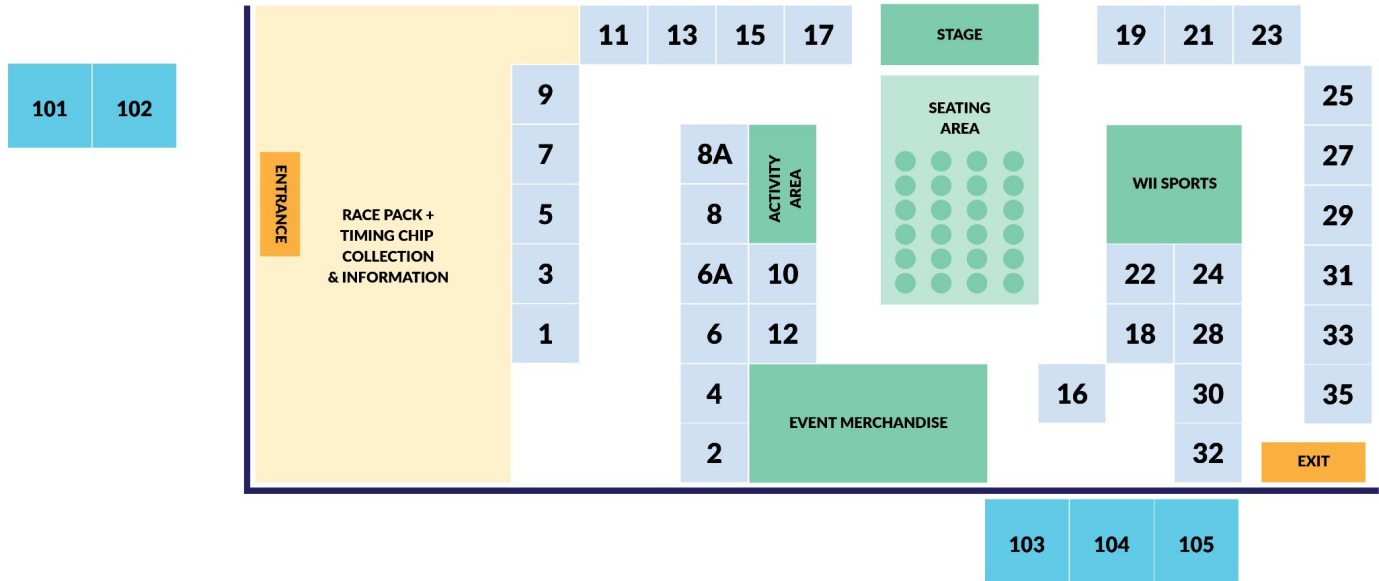 11 13 15 17
STAGE
19 21 23
101 102
9
SEATING
AREA
25
7
8A
ACTIVITY
AREA
WII SPORTS
27
ENTRANCE
RACE PACK +
TIMING CHIP
COLLECTION
& INFORMATION
5
8
29
3
6A 10
22 24
31
1
6 12
18 28
33
4
EVENT MERCHANDISE
16
30
35
2
32
EXIT
103 104 105